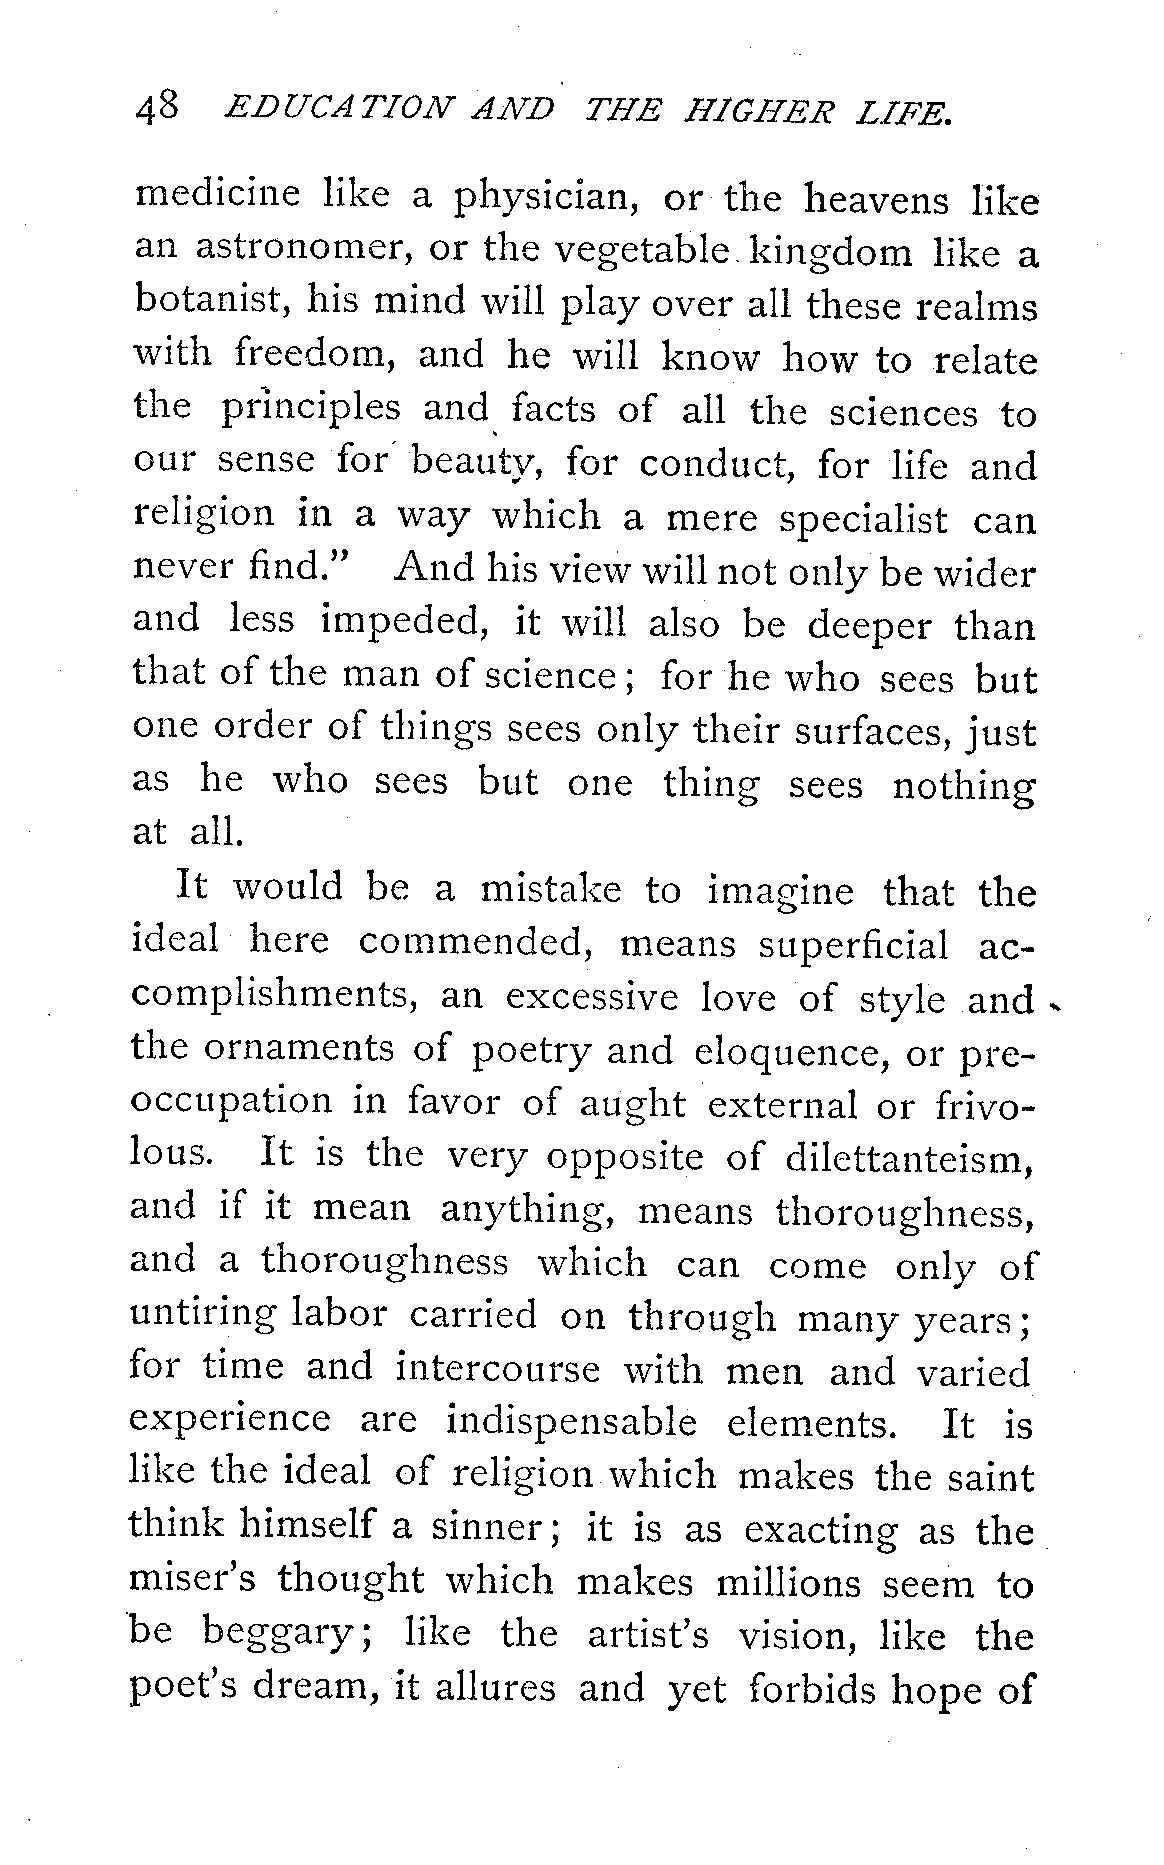 48 EDUCATION AND THE HIGHER LIFE.
medicine like a physician, or the heavens like
an astronomer, or the vegetable kingdom like a
botanist, his mind will play over all these realms
with freedom, and he will know how to relate
the principles and facts of all the sciences to
our sense for beauty, for conduct, for life and
religion in a way which a mere specialist can
never find." And his view will not only be wider
and less impeded, it will also be deeper than
that of the man of science; for he who sees but
one order of things sees only their surfaces, just
as he who sees but one thing sees nothing
at all.
It would be a mistake to imagine that the
ideal here commended, means superficial ac-
complishments, an excessive love of style and
the ornaments of poetry and eloquence, or pre-
occupation in favor of aught external or frivo-
lous. It is the very opposite of dilettanteism,
and if it mean anything, means thoroughness,
and a thoroughness which can come only of
untiring labor carried on through many years;
for time and intercourse with men and varied
experience are indispensable elements. It is
like the ideal of religion which makes the saint
think himself a sinner; it is as exacting as the
miser's thought which makes millions seem to
be beggary; like the artist's vision, like the
poet's dream, it allures and yet forbids hope of